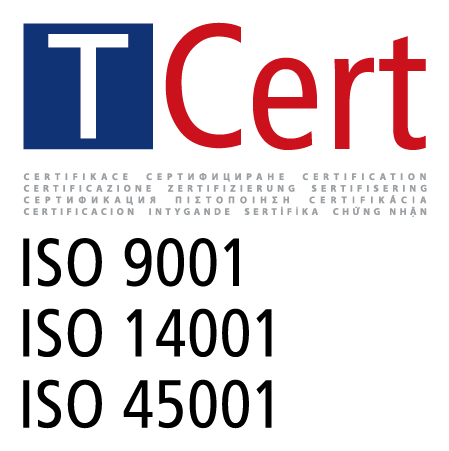 TCert
CERTIFIKACE СЕРТИФИЦИРАНЕ CERTIFICATION
CERTIFICAZIONE ZERTIFIZIERUNG SERTIFISERING
СЕРТИФИКАЦИЯ ΠΙΣΤΟΠΟΙΗΣΗ CERTIFIKÁCIA
CERTIFICACION INTYGANDE SERTİFİKA CHỨNG NHẬN
ISO 9001
ISO 14001
ISO 45001